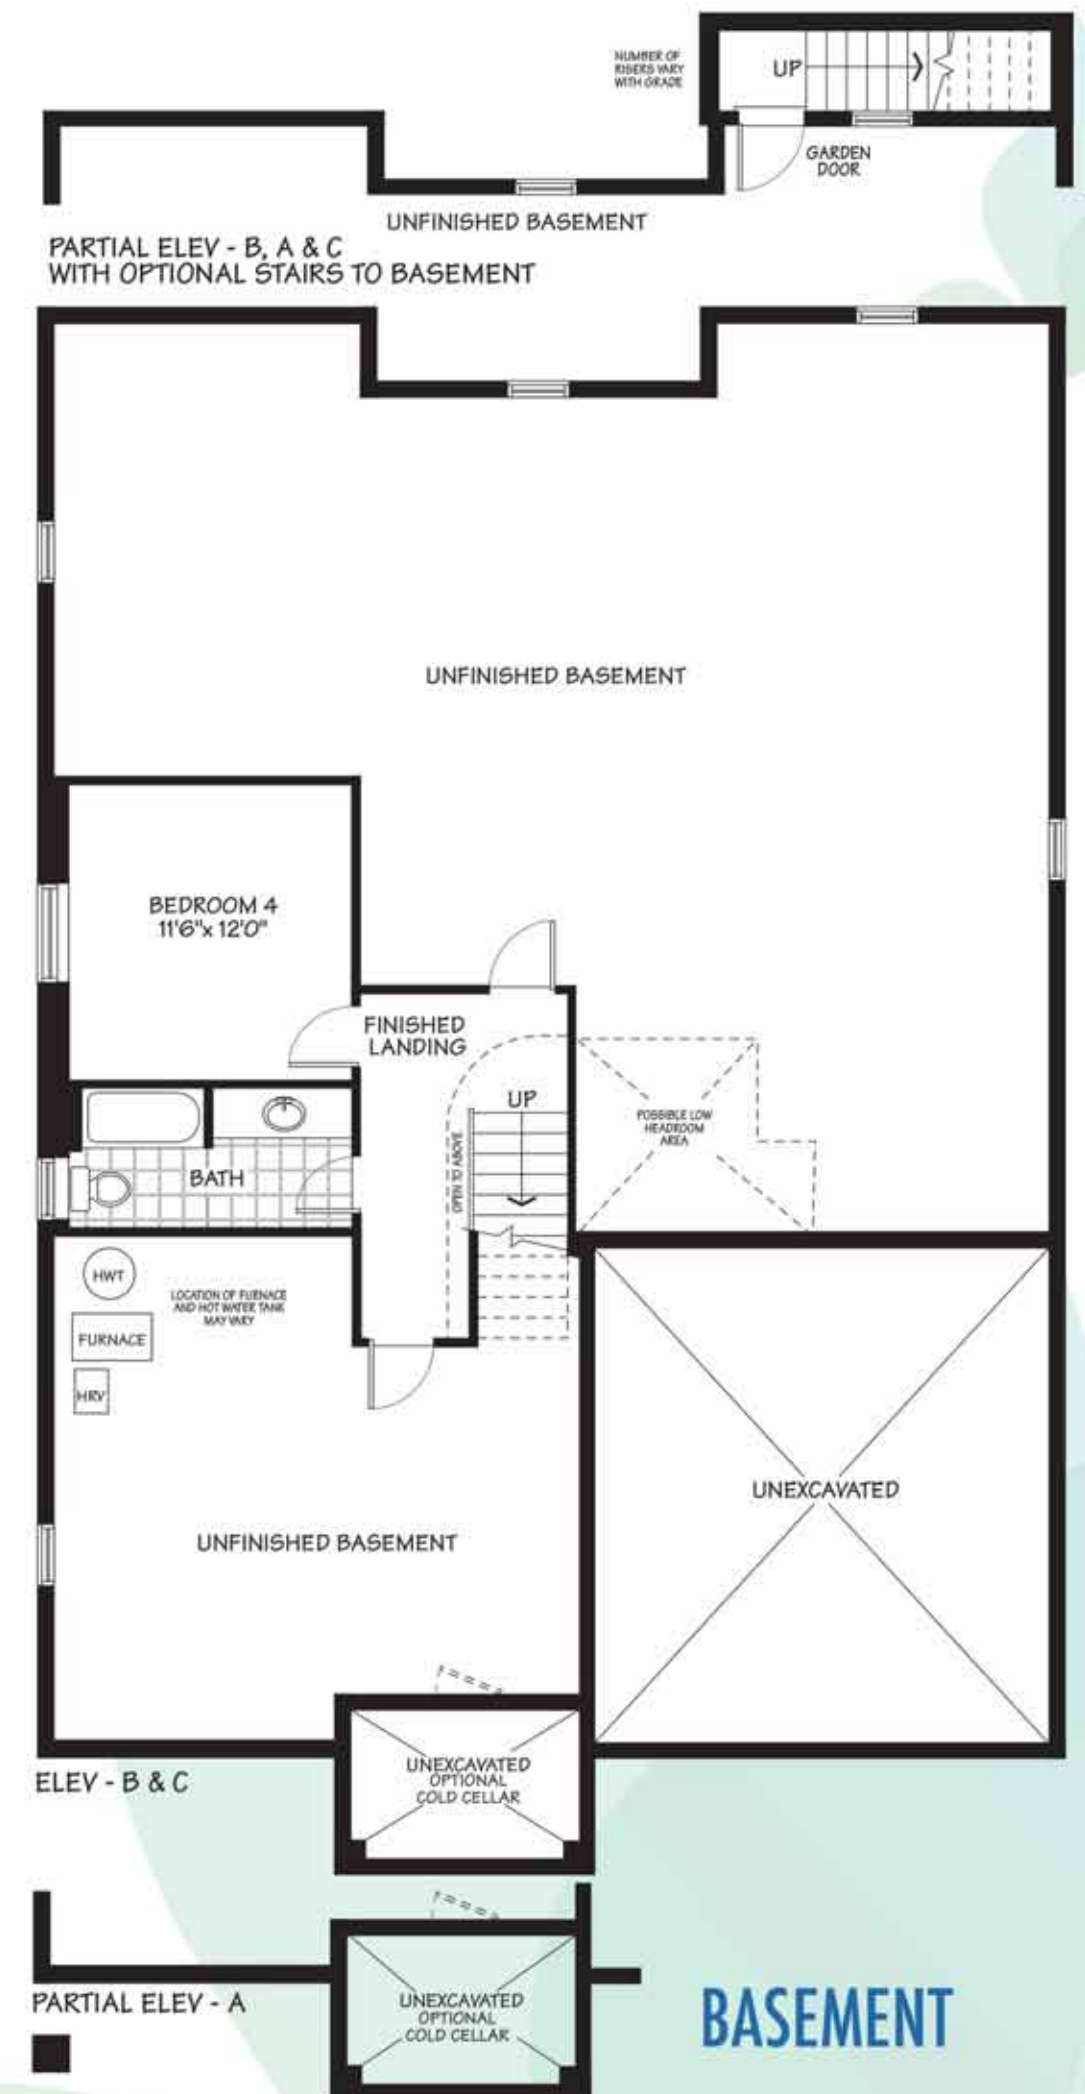 NUMBER OF
RISERS VARY
WITH GRADE
UP
GARDEN
DOOR
UNFINISHED BASEMENT
PARTIAL ELEV - B, A & C
WITH OPTIONAL STAIRS TO BASEMENT
UNFINISHED BASEMENT
BEDROOM 4
11'6"x 12'0"
FINISHED
LANDING
UP
OPEN TO ABOVE
POSSIBLE LOW
HEADROOM
AREA
BATH
HWT
LOCATION OF FURNACE
AND HOT WATER TANK
MAY VARY
FURNACE
HRV
UNEXCAVATED
UNFINISHED BASEMENT
UNEXCAVATED
OPTIONAL
COLD CELLAR
ELEV - B & C
PARTIAL ELEV - A
UNEXCAVATED
OPTIONAL
COLD CELLAR
BASEMENT